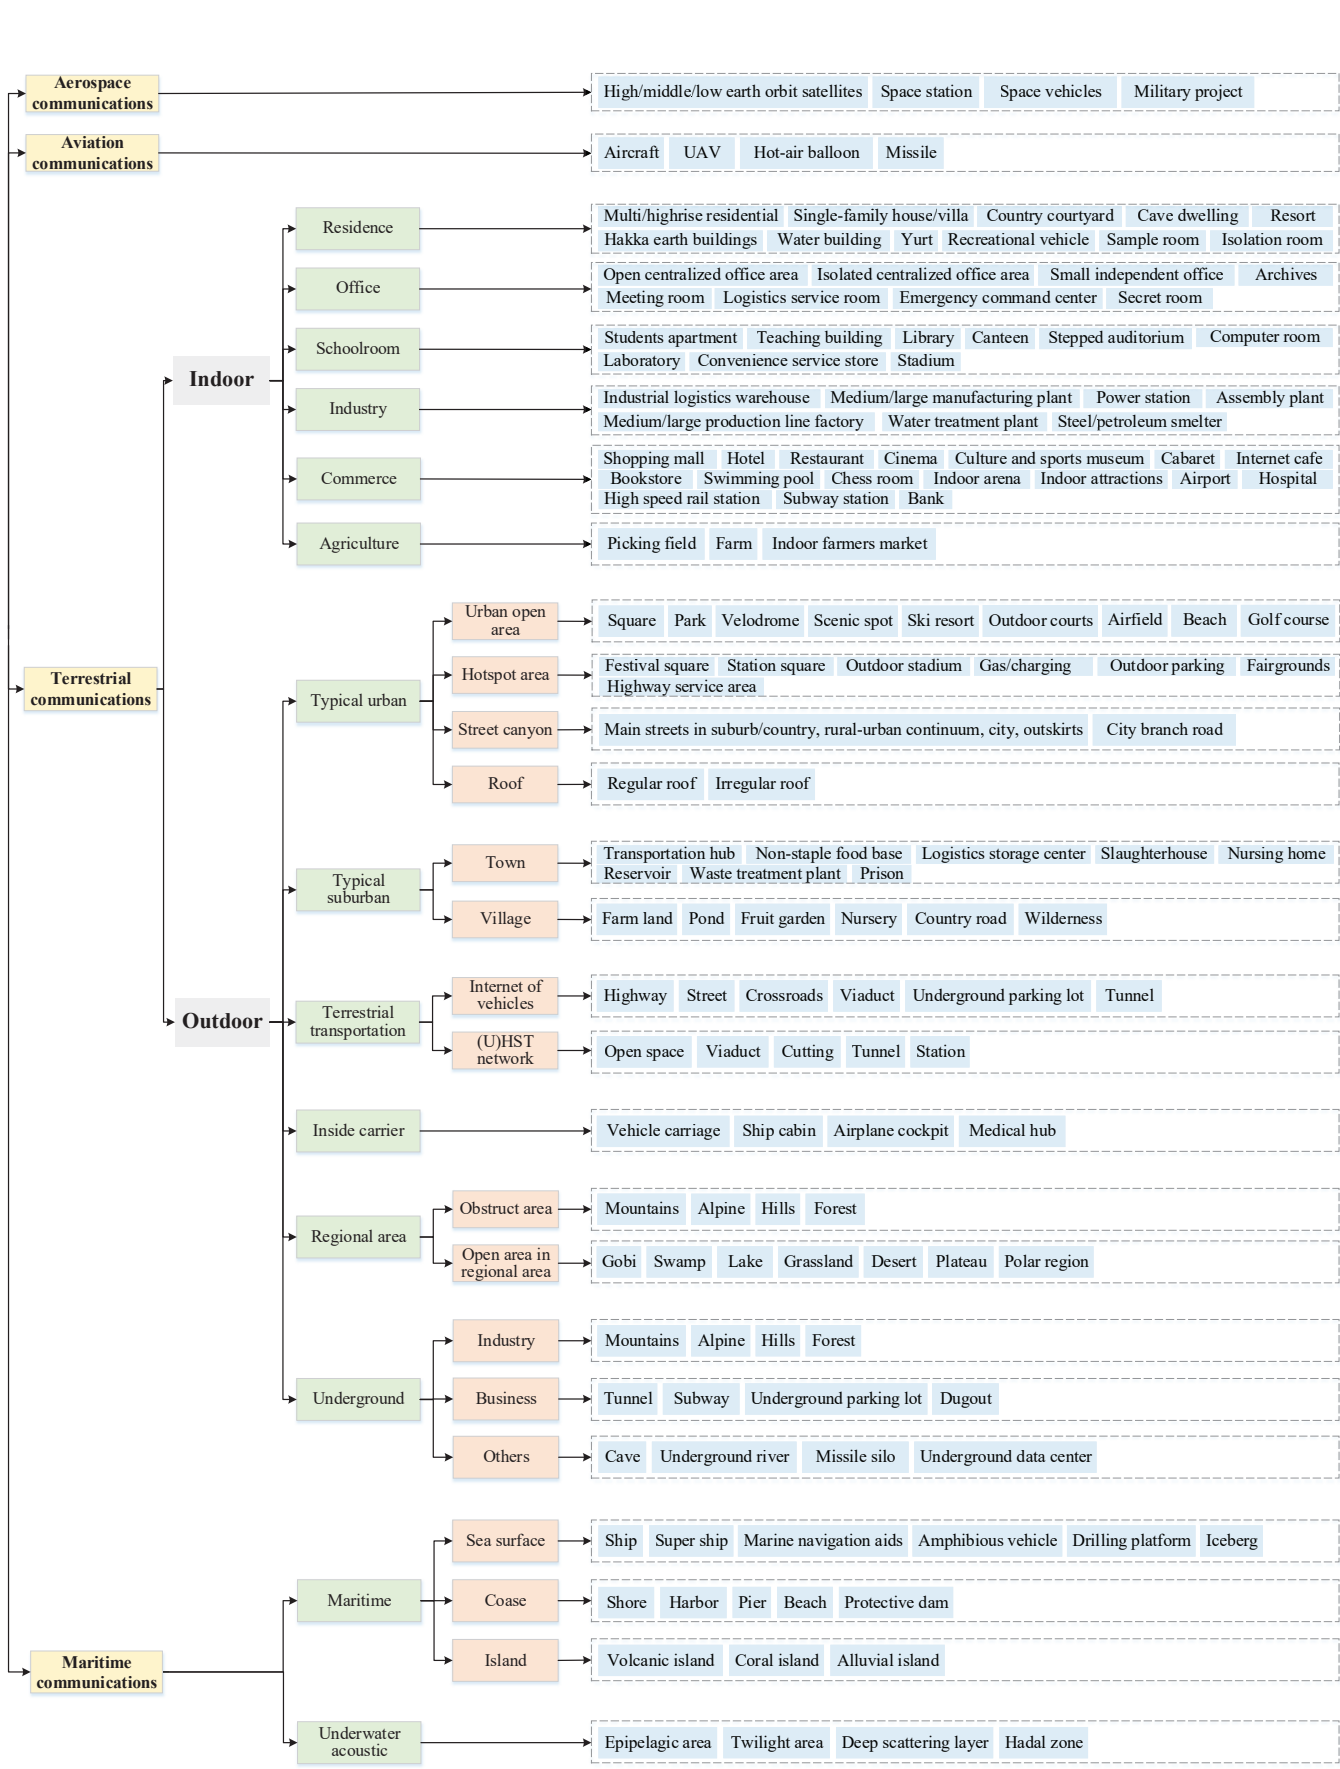 Aerospace
communications
High/middle/low earth orbit satellites Space station Space vehicles Military project
Aviation
communications
Aircraft UAV Hot-air balloon Missile
Terrestrial
communications
Indoor
Residence
Multi/highrise residential Single-family house/villa Country courtyard Cave dwelling Resort
Hakka earth buildings Water building Yurt Recreational vehicle Sample room Isolation room
Office
Open centralized office area Isolated centralized office area Small independent office Archives
Meeting room Logistics service room Emergency command center Secret room
Schoolroom
Students apartment Teaching building Library Canteen Stepped auditorium Computer room
Laboratory Convenience service store Stadium
Industry
Industrial logistics warehouse Medium/large manufacturing plant Power station Assembly plant
Medium/large production line factory Water treatment plant Steel/petroleum smelter
Commerce
Shopping mall Hotel Restaurant Cinema Culture and sports museum Cabaret Internet cafe
Bookstore Swimming pool Chess room Indoor arena Indoor attractions Airport Hospital
High speed rail station Subway station Bank
Agriculture
Picking field Farm Indoor farmers market
Outdoor
Typical urban
Urban open
area
Square Park Velodrome Scenic spot Ski resort Outdoor courts Airfield Beach Golf course
Hotspot area
Festival square Station square Outdoor stadium Gas/charging Outdoor parking Fairgrounds
Highway service area
Street canyon
Main streets in suburb/country, rural-urban continuum, city, outskirts City branch road
Roof
Regular roof Irregular roof
Typical
suburban
Town
Transportation hub Non-staple food base Logistics storage center Slaughterhouse Nursing home
Reservoir Waste treatment plant Prison
Village
Farm land Pond Fruit garden Nursery Country road Wilderness
Terrestrial
transportation
Internet of
vehicles
Highway Street Crossroads Viaduct Underground parking lot Tunnel
(U)HST
network
Open space Viaduct Cutting Tunnel Station
Inside carrier
Vehicle carriage Ship cabin Airplane cockpit Medical hub
Regional area
Obstruct area
Mountains Alpine Hills Forest
Open area in
regional area
Gobi Swamp Lake Grassland Desert Plateau Polar region
Underground
Industry
Mountains Alpine Hills Forest
Business
Tunnel Subway Underground parking lot Dugout
Others
Cave Underground river Missile silo Underground data center
Maritime
communications
Maritime
Sea surface
Ship Super ship Marine navigation aids Amphibious vehicle Drilling platform Iceberg
Coase
Shore Harbor Pier Beach Protective dam
Island
Volcanic island Coral island Alluvial island
Underwater
acoustic
Epipelagic area Twilight area Deep scattering layer Hadal zone